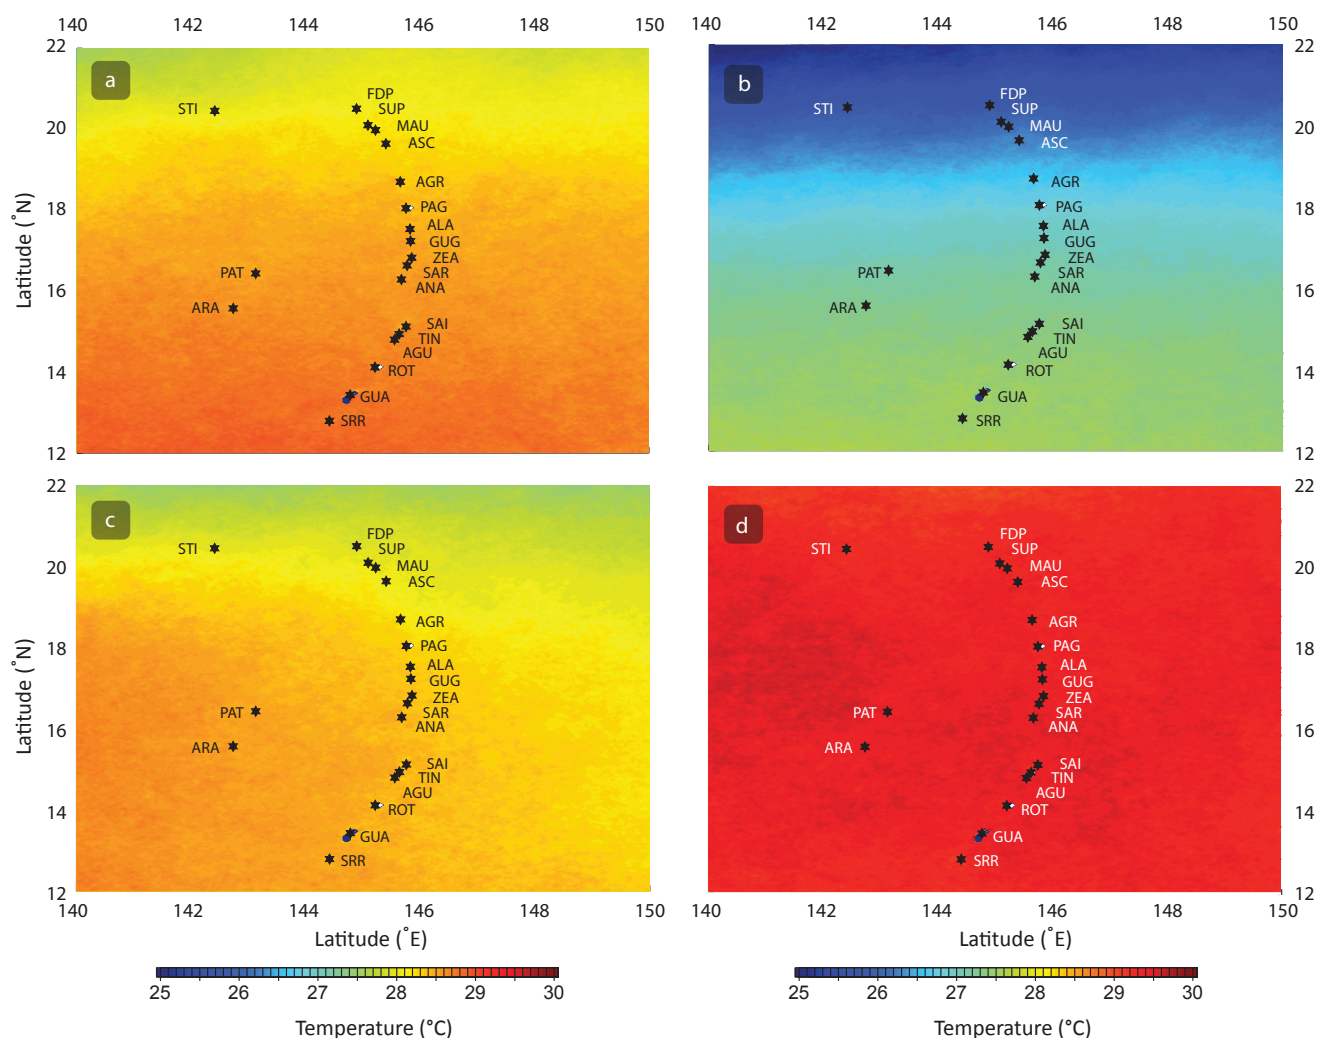 140 142 144 146 148 150 140 142 144 146 148 150
22 22
a b
FDP FDP
STI SUP STI SUP
20 MAU MAU 20
ASC ASC
AGR AGR
18 PAG PAG 18
ALA ALA
GUG GUG
ZEA ZEA
PAT SAR PAT SAR
16 ANA ANA 16
ARA ARA
SAI SAI
TIN TIN
AGU AGU
14 ROT ROT 14
GUA GUA
SRR SRR
12 12
Latitude (˚N)
22 22
c d
FDP FDP
STI SUP STI SUP
20 MAU MAU 20
ASC ASC
AGR AGR
18 PAG PAG 18
ALA ALA
GUG GUG
ZEA ZEA
PAT SAR PAT SAR
16 ANA ANA 16
ARA ARA
SAI SAI
TIN TIN
AGU AGU
14 ROT ROT 14
GUA GUA
SRR SRR
12 12
Latitude (˚N)
140 142 144 146 148 150 140 142 144 146 148 150
Latitude (˚E) Latitude (˚E)
25 26 27 28 29 30 25 26 27 28 29 30
Temperature (°C) Temperature (°C)